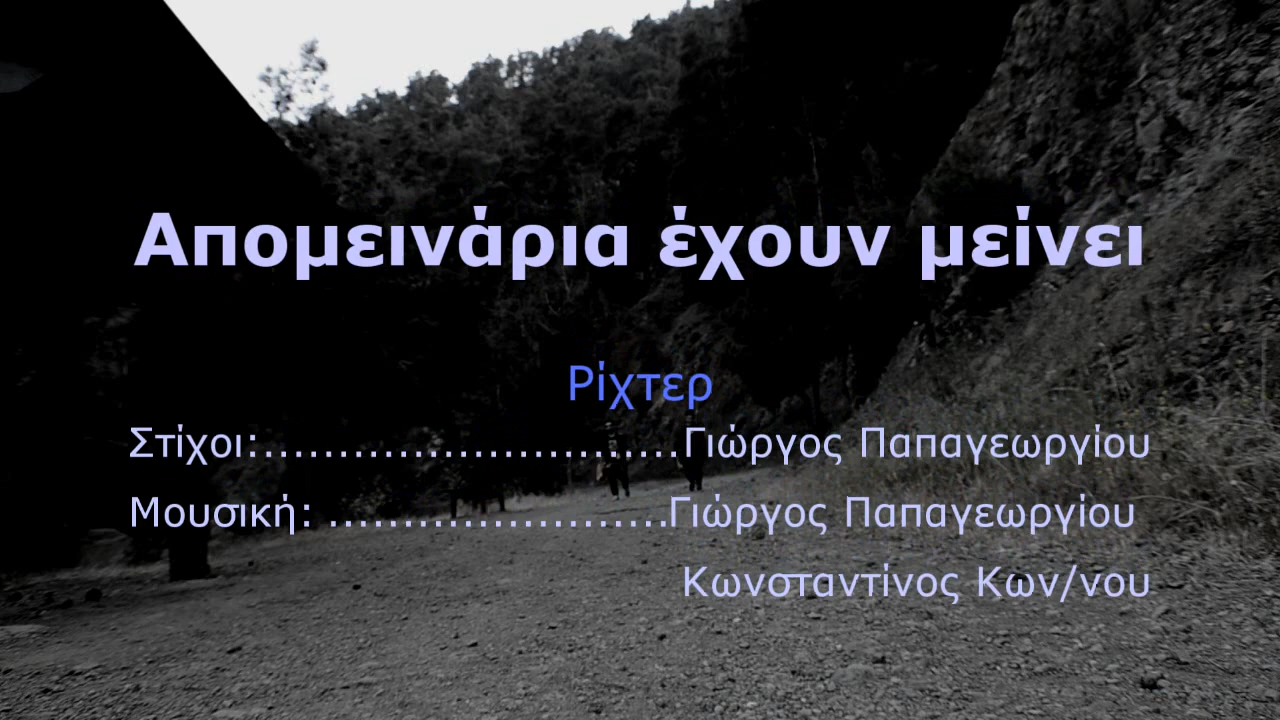 Απομεινάρια έχουν μείνει
Ρίχτερ
Στίχοι:.............................Γιώργος Παπαγεωργίου
Μουσική: .......................Γιώργος Παπαγεωργίου
Κωνσταντίνος Κων/νου